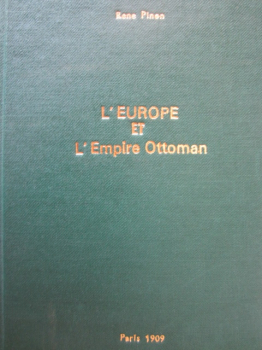 Rene Pinon
L'EUROPE
ET
L'Empire Ottoman
Paris 1909